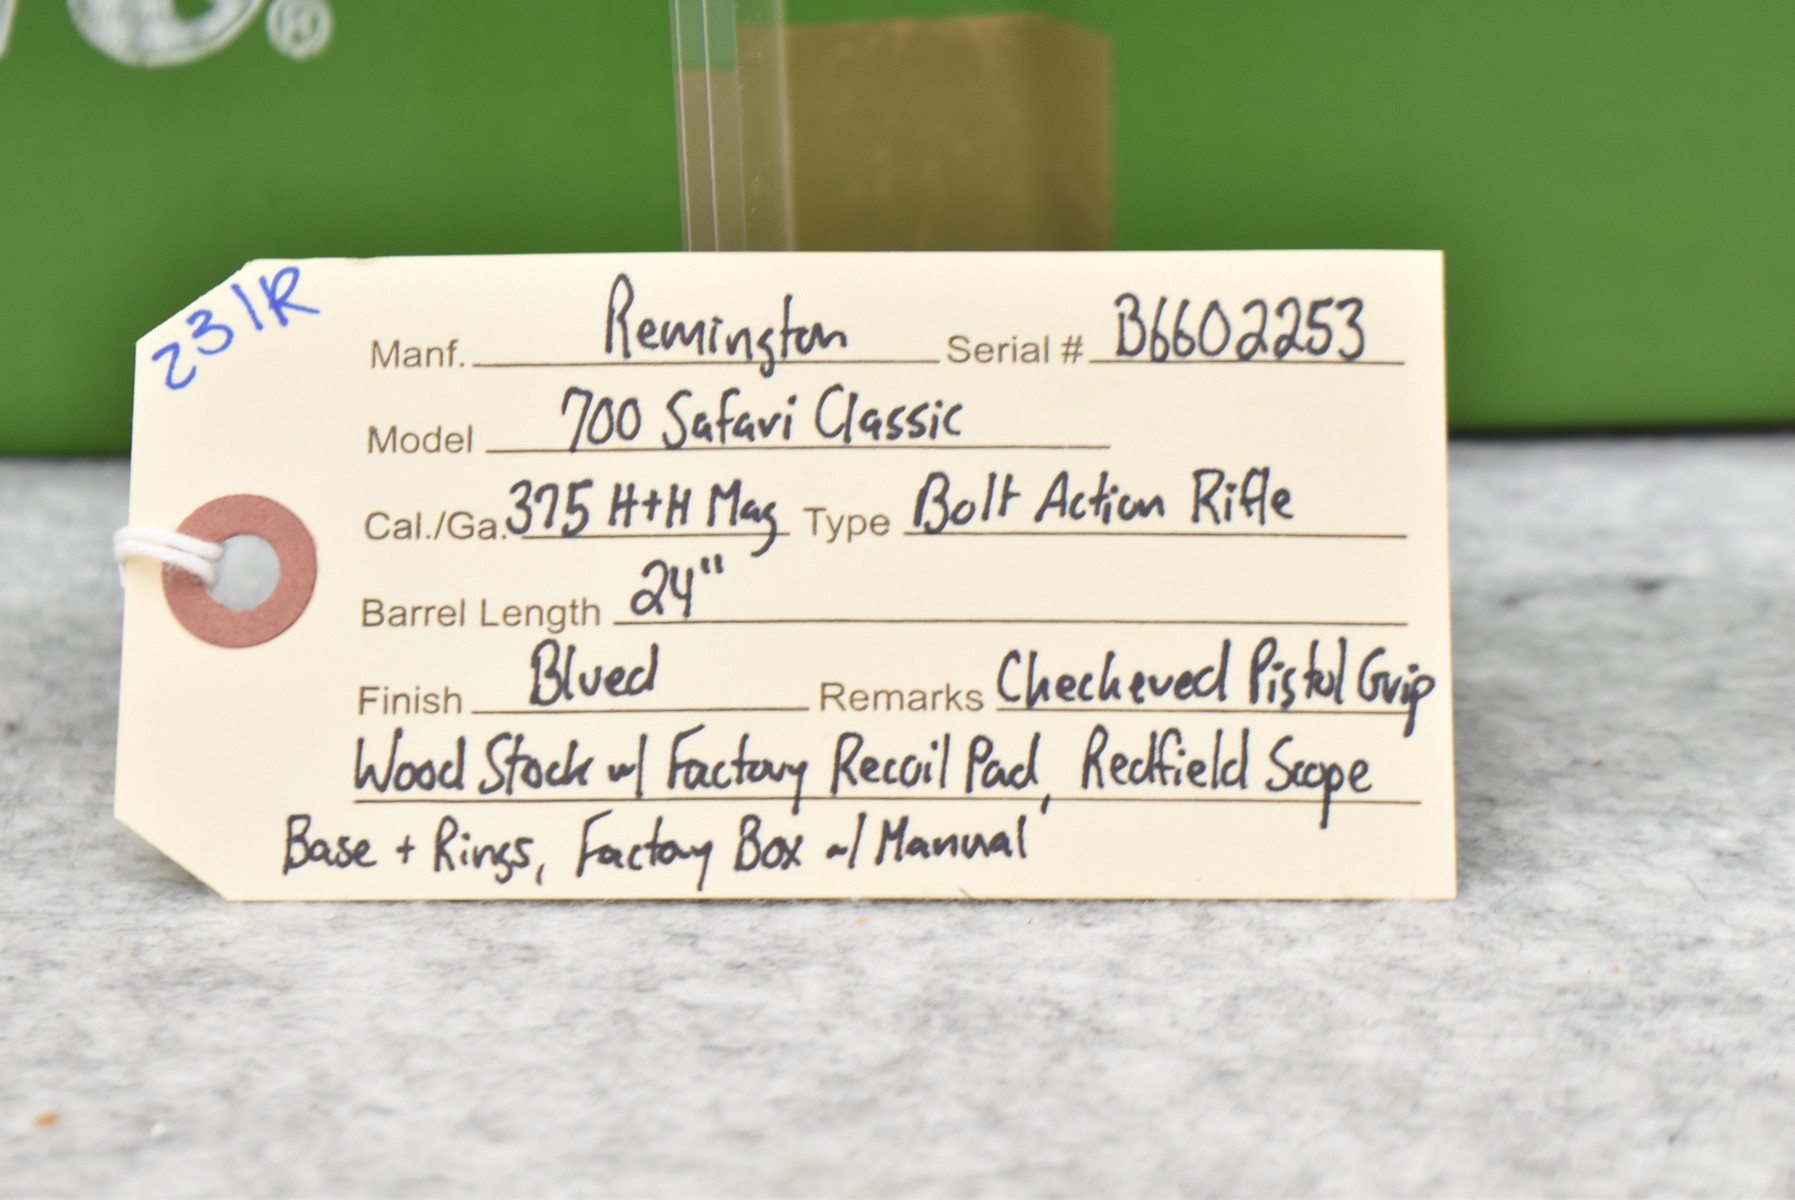 ®
231R
Manf. Remington Serial # B6602253
Model 700 Safari Classic
Cal./Ga. 375 H+H Mag Type Bolt Action Rifle
Barrel Length 24"
Finish Blued Remarks Checkered Pistol Grip
Wood Stock w/ Factory Recoil Pad, Redfield Scope
Base + Rings, Factory Box w/ Manual